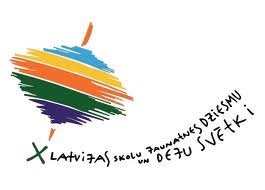 X LATVIJAS SKOLU JAUNATNES DZIESMU
UN DEJU SVĒTKI